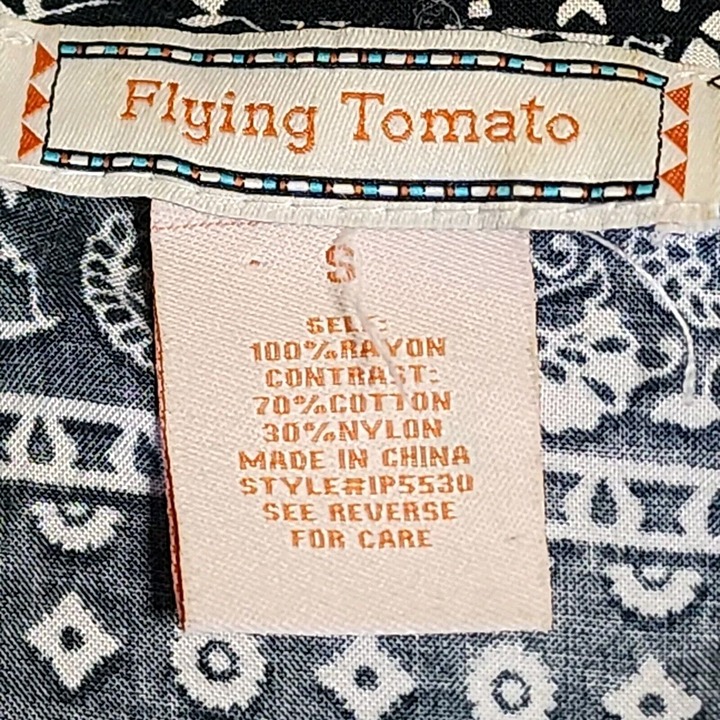 Flying Tomato
S
SELF:
100%RAYON
CONTRAST:
70%COTTON
30%NYLON
MADE IN CHINA
STYLE#IP5530
SEE REVERSE
FOR CARE